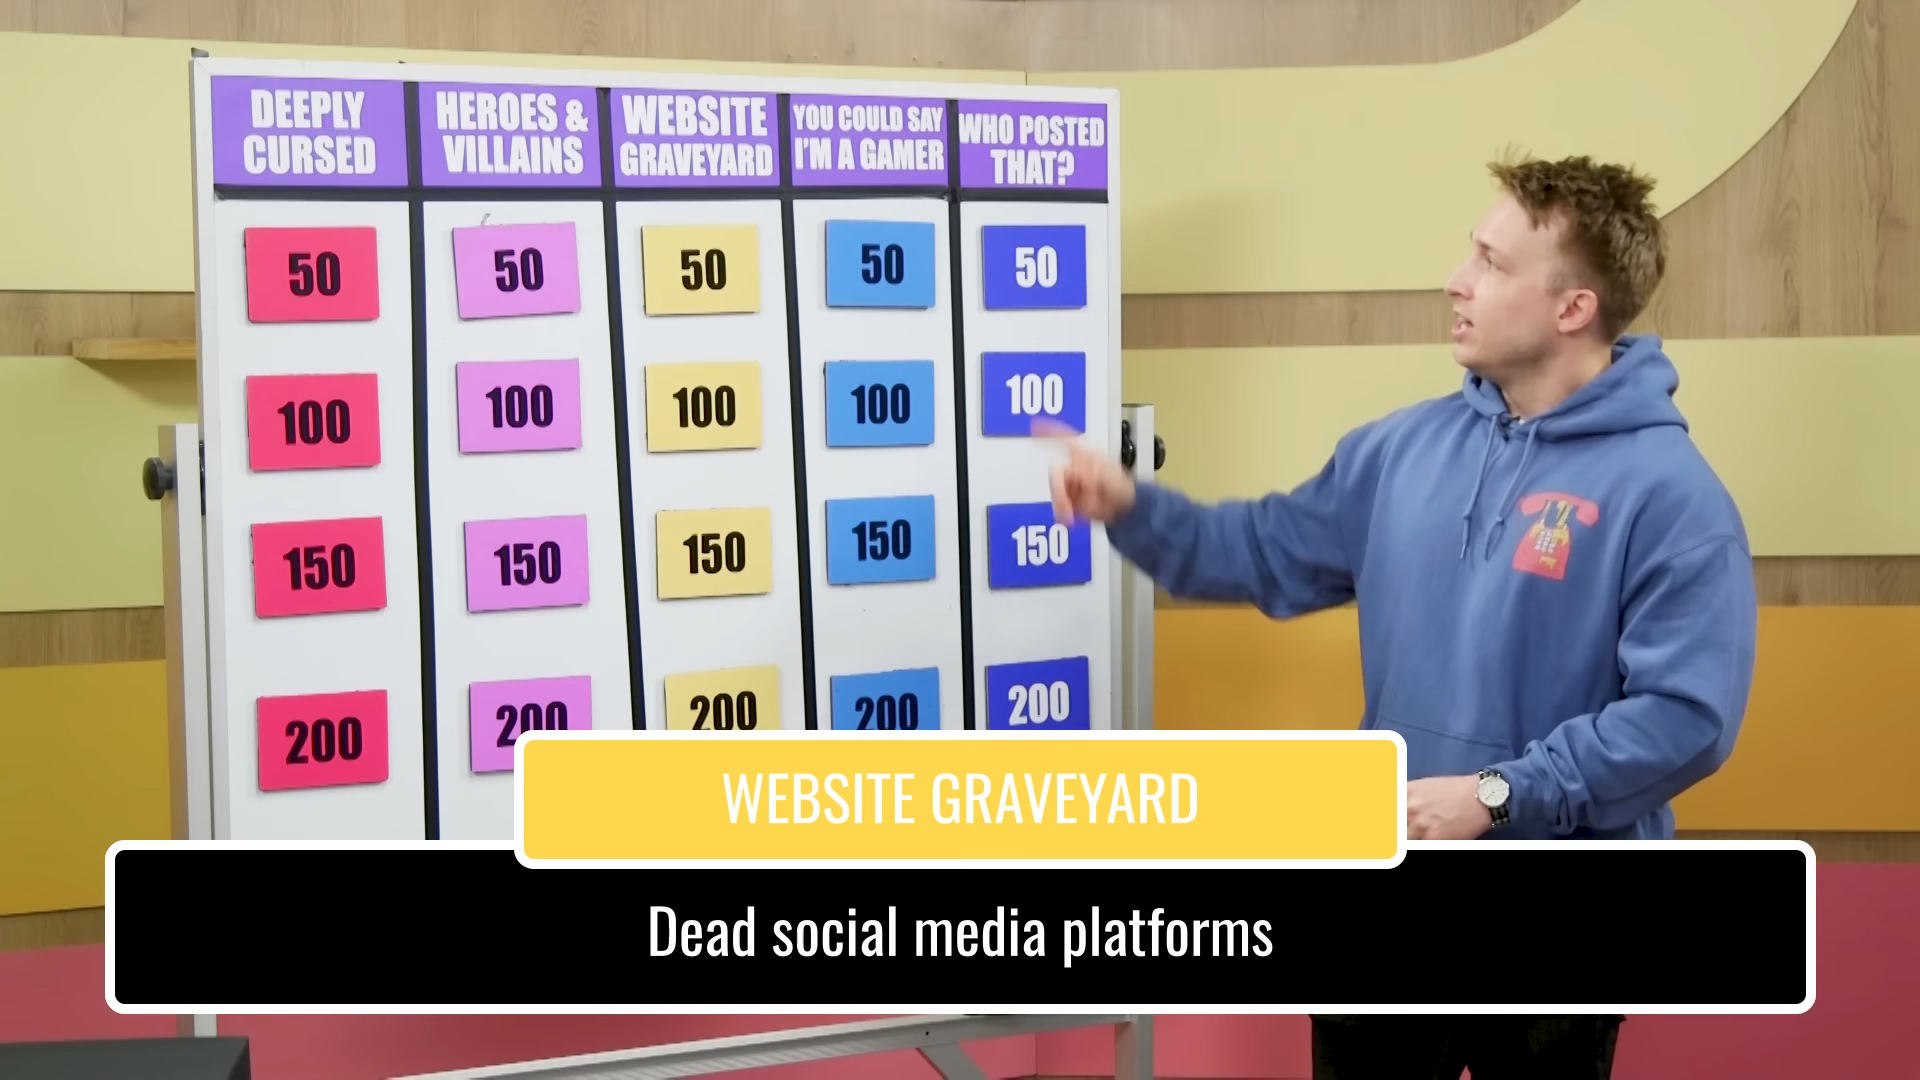 DEEPLY
CURSED
HEROES &
VILLAINS
WEBSITE
GRAVEYARD
YOU COULD SAY
I'M A GAMER
WHO POSTED
THAT?
50
50
50
50
50
100
100
100
100
100
150
150
150
150
150
200
200
200
200
200
WEBSITE GRAVEYARD
Dead social media platforms